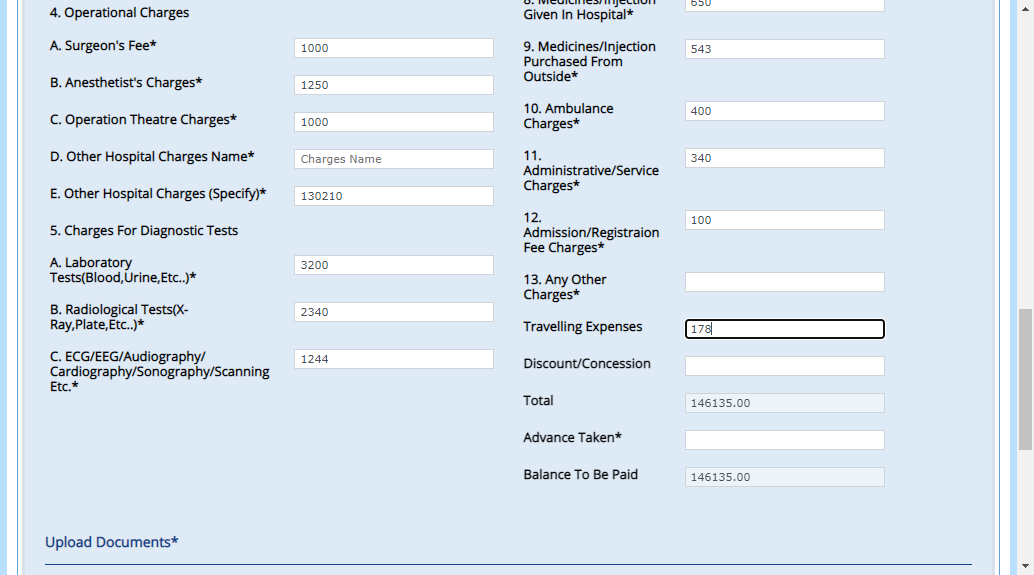 4. Operational Charges
A. Surgeon's Fee*
1000
B. Anesthetist's Charges*
1250
C. Operation Theatre Charges*
1000
D. Other Hospital Charges Name*
Charges Name
E. Other Hospital Charges (Specify)*
130210
5. Charges For Diagnostic Tests
A. Laboratory
Tests(Blood,Urine,Etc..)*
3200
B. Radiological Tests(X-
Ray,Plate,Etc..)*
2340
C. ECG/EEG/Audiography/
Cardiography/Sonography/Scanning
Etc.*
1244
8. Medicines/Injection
Given In Hospital*
650
9. Medicines/Injection
Purchased From
Outside*
543
10. Ambulance
Charges*
400
11.
Administrative/Service
Charges*
340
12.
Admission/Registraion
Fee Charges*
100
13. Any Other
Charges*
Travelling Expenses
178
Discount/Concession
Total
146135.00
Advance Taken*
Balance To Be Paid
146135.00
Upload Documents*